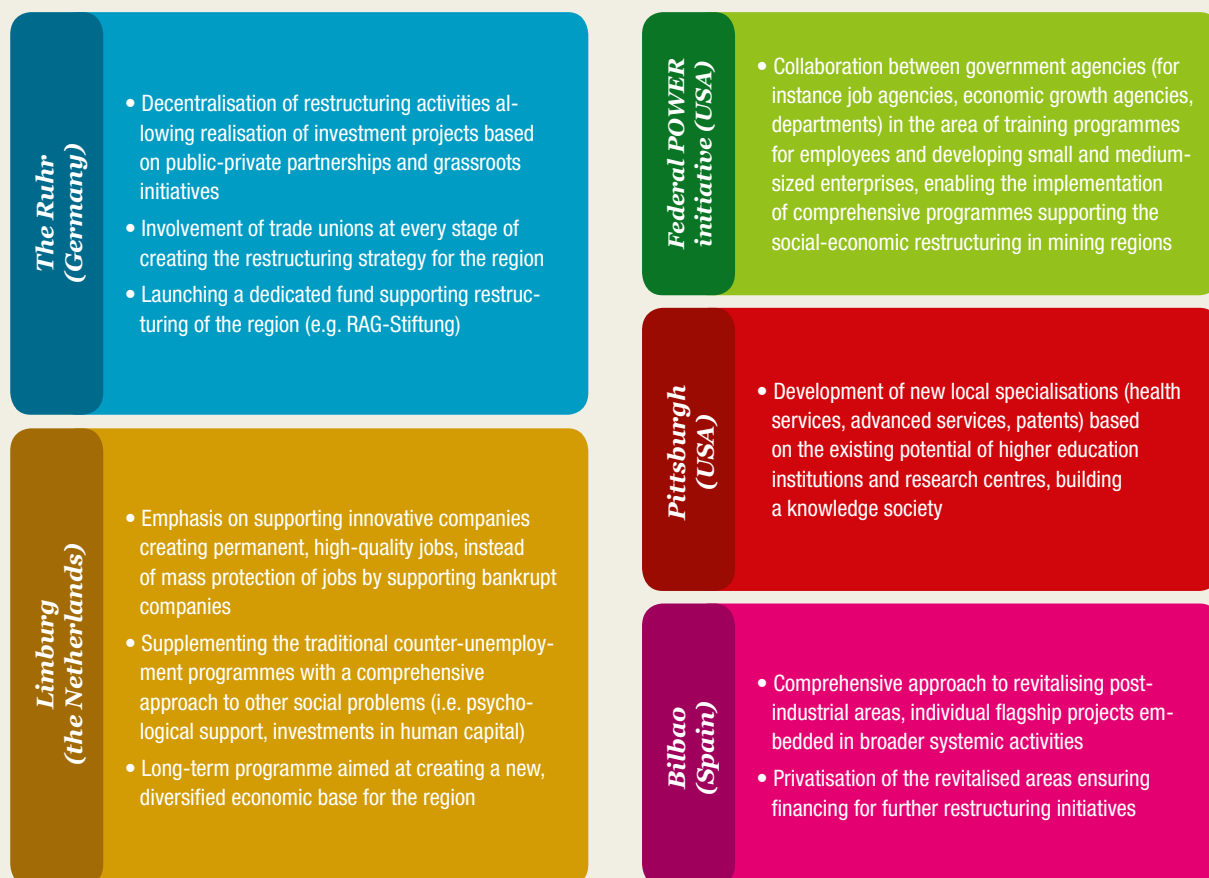 The Ruhr
(Germany)
• Decentralisation of restructuring activities al-
lowing realisation of investment projects based
on public-private partnerships and grassroots
initiatives
• Involvement of trade unions at every stage of
creating the restructuring strategy for the region
• Launching a dedicated fund supporting restruc-
turing of the region (e.g. RAG-Stiftung)
Limburg
(the Netherlands)
• Emphasis on supporting innovative companies
creating permanent, high-quality jobs, instead
of mass protection of jobs by supporting bankrupt
companies
• Supplementing the traditional counter-unemploy-
ment programmes with a comprehensive
approach to other social problems (i.e. psycho-
logical support, investments in human capital)
• Long-term programme aimed at creating a new,
diversified economic base for the region
Federal POWER
initiative (USA)
• Collaboration between government agencies (for
instance job agencies, economic growth agencies,
departments) in the area of training programmes
for employees and developing small and medium-
sized enterprises, enabling the implementation
of comprehensive programmes supporting the
social-economic restructuring in mining regions
Pittsburgh
(USA)
• Development of new local specialisations (health
services, advanced services, patents) based
on the existing potential of higher education
institutions and research centres, building
a knowledge society
Bilbao
(Spain)
• Comprehensive approach to revitalising post-
industrial areas, individual flagship projects em-
bedded in broader systemic activities
• Privatisation of the revitalised areas ensuring
financing for further restructuring initiatives